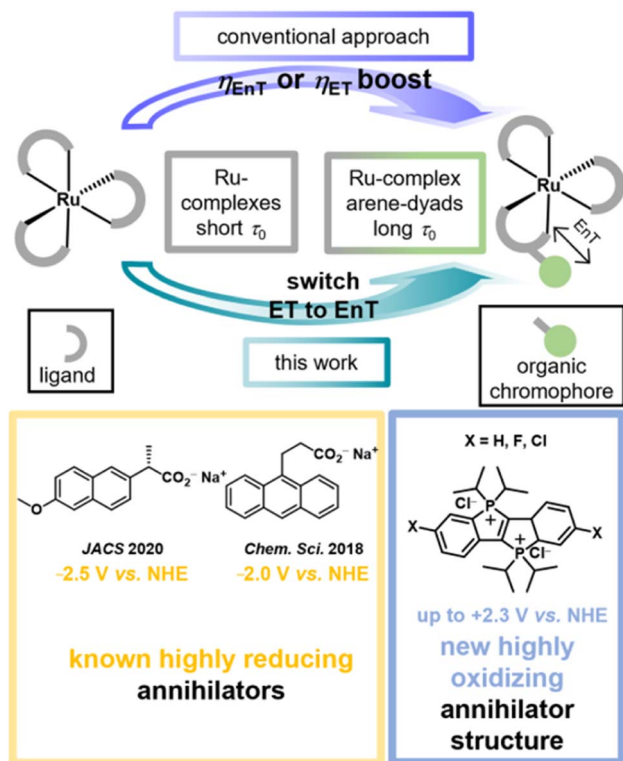 conventional approach
ηEnT or ηET boost
Ru
Ru-
complexes
short τ0
Ru-complex
arene-dyads
long τ0
Ru
EnT
switch
ET to EnT
this work
ligand
organic
chromophore
CO2− Na+
O
JACS 2020
−2.5 V vs. NHE
CO2− Na+
Chem. Sci. 2018
−2.0 V vs. NHE
known highly reducing
annihilators
X = H, F, Cl
Cl− P+
X
X
P+ Cl−
up to +2.3 V vs. NHE
new highly
oxidizing
annihilator
structure